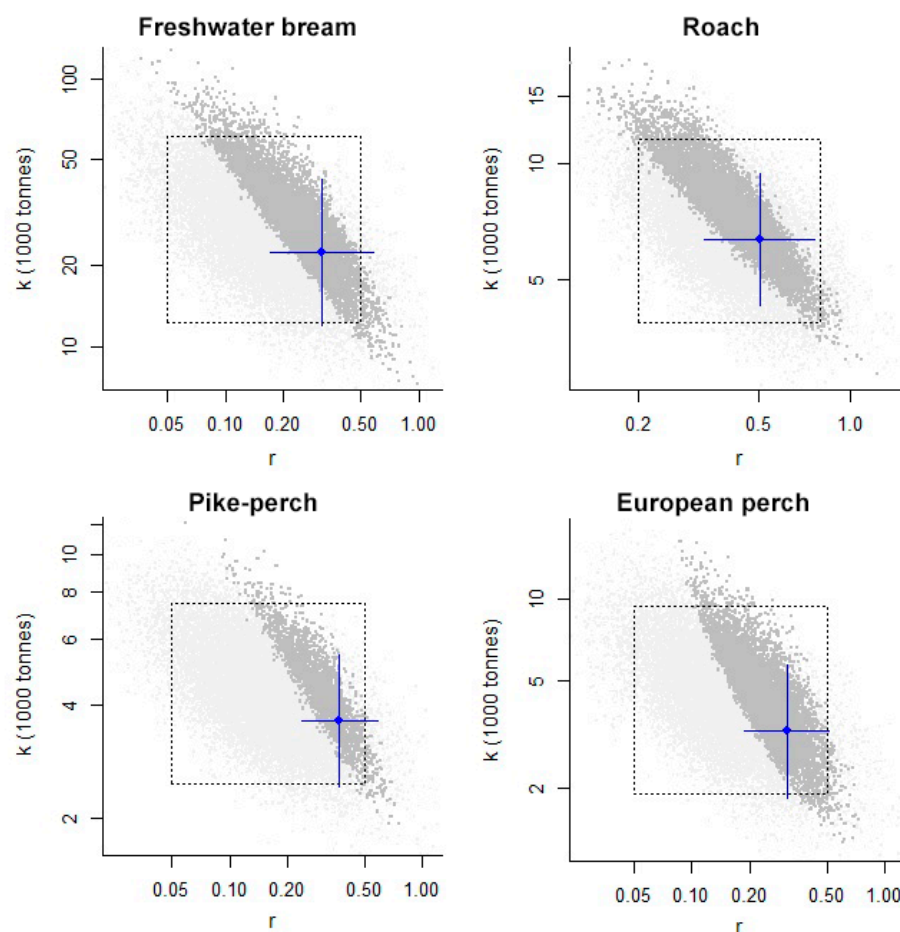 Freshwater bream
k (1000 tonnes)
100
50
20
10
0.05 0.10 0.20 0.50 1.00
r
Roach
k (1000 tonnes)
15
10
5
0.2 0.5 1.0
r
Pike-perch
k (1000 tonnes)
10
8
6
4
2
0.05 0.10 0.20 0.50 1.00
r
European perch
k (1000 tonnes)
10
5
2
0.05 0.10 0.20 0.50 1.00
r